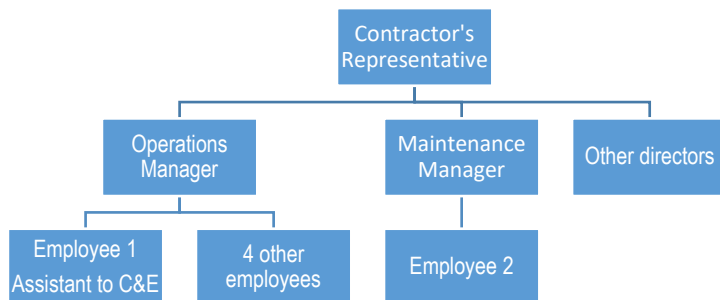 Contractor's
Representative
Operations
Manager
Maintenance
Manager
Other directors
Employee 1
Assistant to C&E
4 other
employees
Employee 2